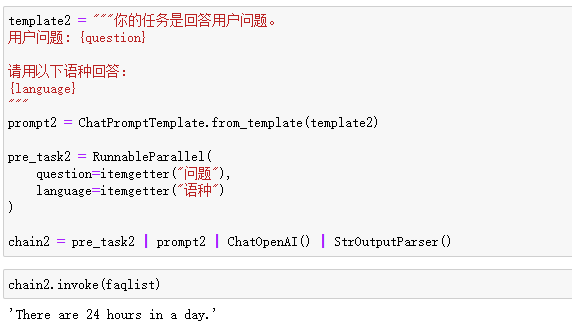 template2 = """你的任务是回答用户问题。
用户问题: {question}
请用以下语种回答:
{language}
"""
prompt2 = ChatPromptTemplate.from_template(template2)
pre_task2 = RunnableParallel(
    question=itemgetter("问题"),
    language=itemgetter("语种")
)
chain2 = pre_task2 | prompt2 | ChatOpenAI() | StrOutputParser()
chain2.invoke(faqlist)
'There are 24 hours in a day.'